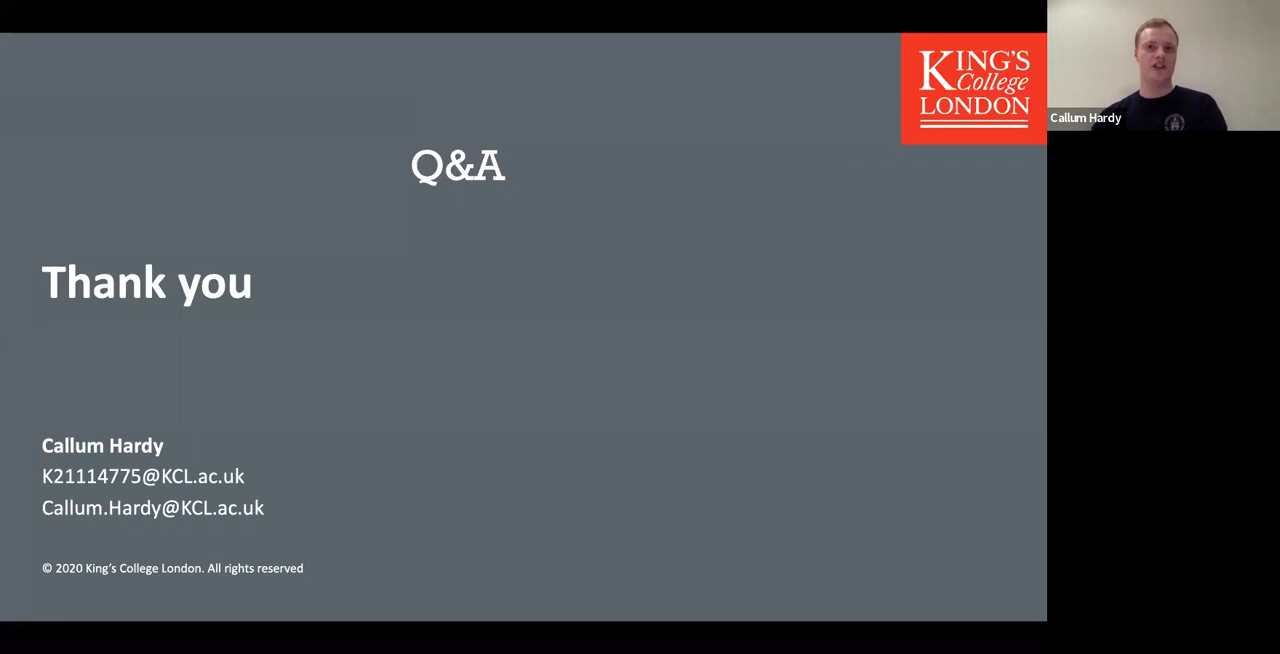 KING'S
College
LONDON
Callum Hardy
Q&A
Thank you
Callum Hardy
K21114775@KCL.ac.uk
Callum.Hardy@KCL.ac.uk
© 2020 King’s College London. All rights reserved